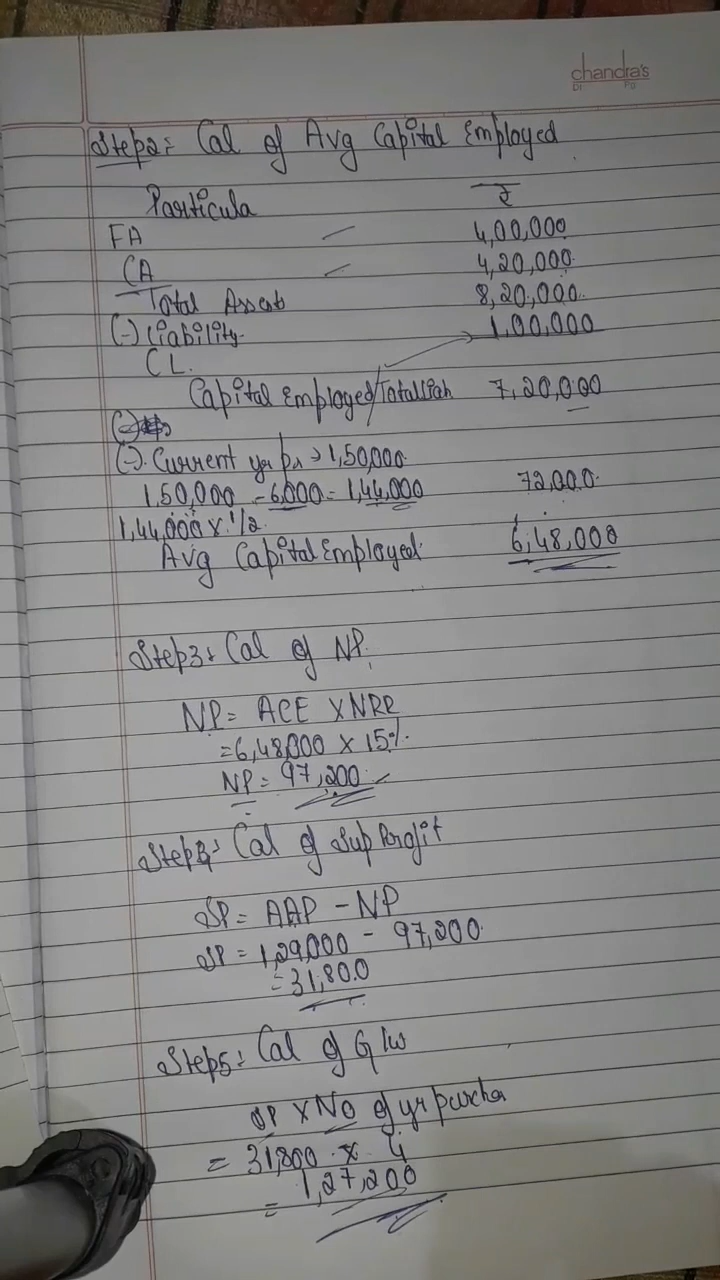 chandra's
Step2: Cal of Avg Capital Employed
Particula ₹
FA 4,00,000
CA 4,20,000
Total Assets 8,20,000
(-) Liability 1,00,000
CL
Capital Employed/Total Liab 7,20,000
(-)
(-) Current yr 1,50,000
1,50,000 - 6,000 = 1,44,000 72,000
1,44,000 x 1/2
Avg Capital Employed 6,48,000
Step3: Cal of NP
NP = ACE x NRR
= 6,48,000 x 15%
NP = 97,200
Step4: Cal of Sup Profit
SP = AAP - NP
SP = 1,29,000 - 97,200
= 31,800
Step5: Cal of G/w
SP x No of yr purchas
= 31,800 x 4
= 1,27,200